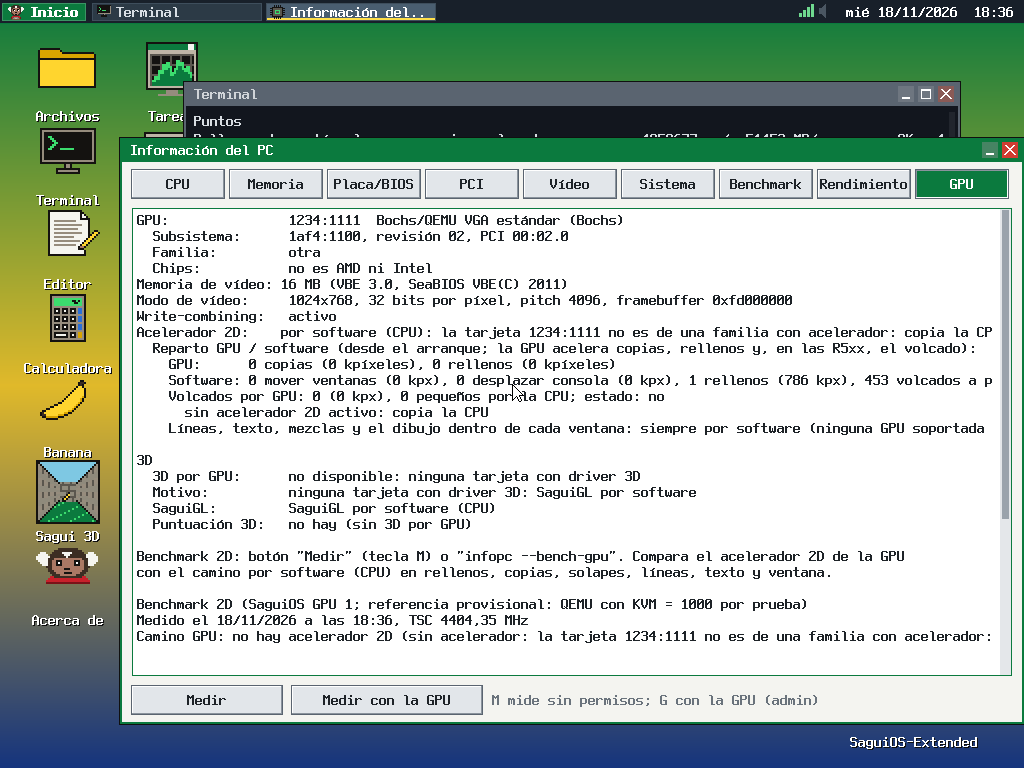 Inicio
Terminal
Información del..
mié 18/11/2026 18:36
Archivos
Terminal
Editor
Calculadora
Banana
Sagui 3D
Acerca de
Terminal
Puntos
Información del PC
CPU
Memoria
Placa/BIOS
PCI
Vídeo
Sistema
Benchmark
Rendimiento
GPU
GPU: 1234:1111 Bochs/QEMU VGA estándar (Bochs)
Subsistema: 1af4:1100, revisión 02, PCI 00:02.0
Familia: otra
Chips: no es AMD ni Intel
Memoria de vídeo: 16 MB (VBE 3.0, SeaBIOS VBE(C) 2011)
Modo de vídeo: 1024x768, 32 bits por píxel, pitch 4096, framebuffer 0xfd000000
Write-combining: activo
Acelerador 2D: por software (CPU): la tarjeta 1234:1111 no es de una familia con acelerador: copia la CP
Reparto GPU / software (desde el arranque; la GPU acelera copias, rellenos y, en las R5xx, el volcado):
GPU: 0 copias (0 kpíxeles), 0 rellenos (0 kpíxeles)
Software: 0 mover ventanas (0 kpx), 0 desplazar consola (0 kpx), 1 rellenos (786 kpx), 453 volcados a p
Volcados por GPU: 0 (0 kpx), 0 pequeños por la CPU; estado: no
sin acelerador 2D activo: copia la CPU
Líneas, texto, mezclas y el dibujo dentro de cada ventana: siempre por software (ninguna GPU soportada
3D
3D por GPU: no disponible: ninguna tarjeta con driver 3D
Motivo: ninguna tarjeta con driver 3D: SaguiGL por software
SaguiGL: SaguiGL por software (CPU)
Puntuación 3D: no hay (sin 3D por GPU)
Benchmark 2D: botón "Medir" (tecla M) o "infopc --bench-gpu". Compara el acelerador 2D de la GPU
con el camino por software (CPU) en rellenos, copias, solapes, líneas, texto y ventana.
Benchmark 2D (SaguiOS GPU 1; referencia provisional: QEMU con KVM = 1000 por prueba)
Medido el 18/11/2026 a las 18:36, TSC 4404,35 MHz
Camino GPU: no hay acelerador 2D (sin acelerador: la tarjeta 1234:1111 no es de una familia con acelerador:
Medir
Medir con la GPU
M mide sin permisos; G con la GPU (admin)
SaguiOS-Extended